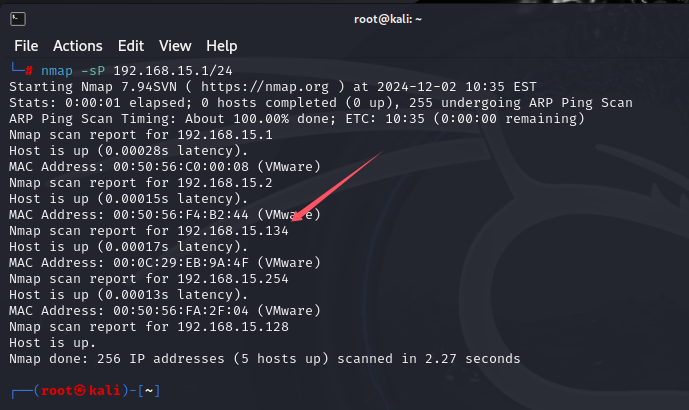 root@kali: ~
File Actions Edit View Help
└─# nmap -sP 192.168.15.1/24
Starting Nmap 7.94SVN ( https://nmap.org ) at 2024-12-02 10:35 EST
Stats: 0:00:01 elapsed; 0 hosts completed (0 up), 255 undergoing ARP Ping Scan
ARP Ping Scan Timing: About 100.00% done; ETC: 10:35 (0:00:00 remaining)
Nmap scan report for 192.168.15.1
Host is up (0.00028s latency).
MAC Address: 00:50:56:C0:00:08 (VMware)
Nmap scan report for 192.168.15.2
Host is up (0.00015s latency).
MAC Address: 00:50:56:F4:B2:44 (VMware)
Nmap scan report for 192.168.15.134
Host is up (0.00017s latency).
MAC Address: 00:0C:29:EB:9A:4F (VMware)
Nmap scan report for 192.168.15.254
Host is up (0.00013s latency).
MAC Address: 00:50:56:FA:2F:04 (VMware)
Nmap scan report for 192.168.15.128
Host is up.
Nmap done: 256 IP addresses (5 hosts up) scanned in 2.27 seconds
┌──(root㉿kali)-[~]